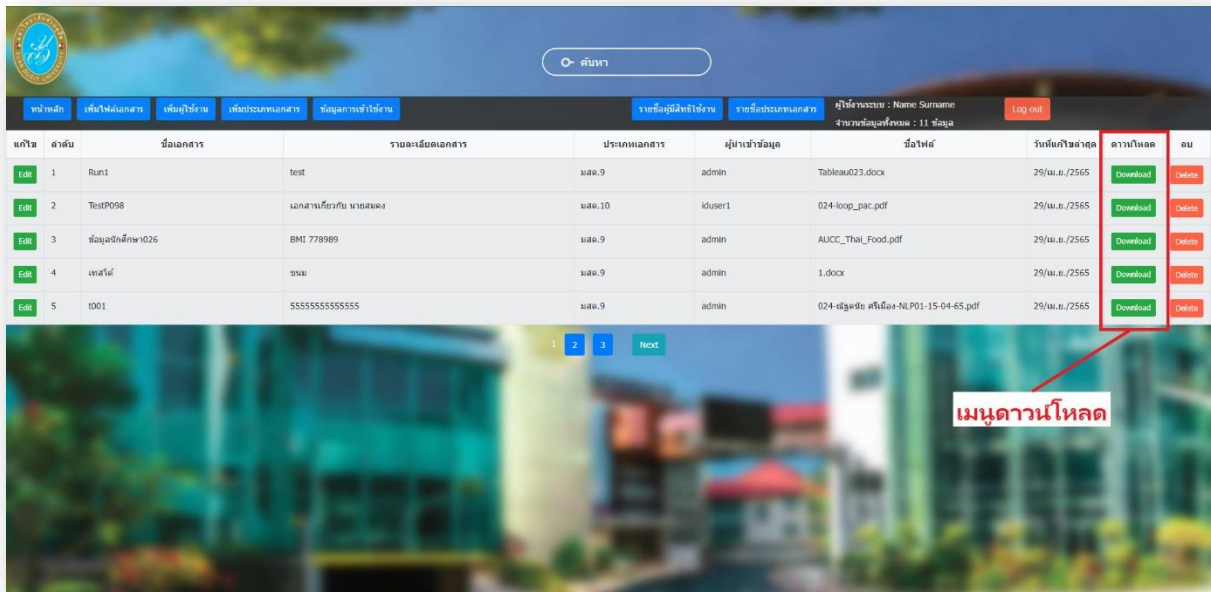 ค้นหา
หน้าหลัก เพิ่มไฟล์เอกสาร เพิ่มผู้ใช้งาน เพิ่มประเภทเอกสาร ข้อมูลการเข้าใช้งาน รายชื่อผู้มีสิทธิใช้งาน รายชื่อประเภทเอกสาร ผู้ใช้งานระบบ : Name Surname Log out
จำนวนข้อมูลทั้งหมด : 11 ข้อมูล
แก้ไข ลำดับ ชื่อเอกสาร รายละเอียดเอกสาร ประเภทเอกสาร ผู้นำเข้าข้อมูล ชื่อไฟล์ วันที่แก้ไขล่าสุด ดาวน์โหลด ลบ
Edit 1 Run1 test มสด.9 admin Tableau023.docx 29/เม.ย./2565 Download Delete
Edit 2 TestP098 เอกสารเกี่ยวกับ นายสมคง มสด.10 iduser1 024-loop_pac.pdf 29/เม.ย./2565 Download Delete
Edit 3 ข้อมูลนักศึกษา026 BMI 778989 มสด.9 admin AUCC_Thai_Food.pdf 29/เม.ย./2565 Download Delete
Edit 4 เทสไต๋ ขนม มสด.9 admin 1.docx 29/เม.ย./2565 Download Delete
Edit 5 t001 55555555555555 มสด.9 admin 024-ณัฐดนัย ศรีเมือง-NLP01-15-04-65.pdf 29/เม.ย./2565 Download Delete
1 2 3 Next
เมนูดาวน์โหลด